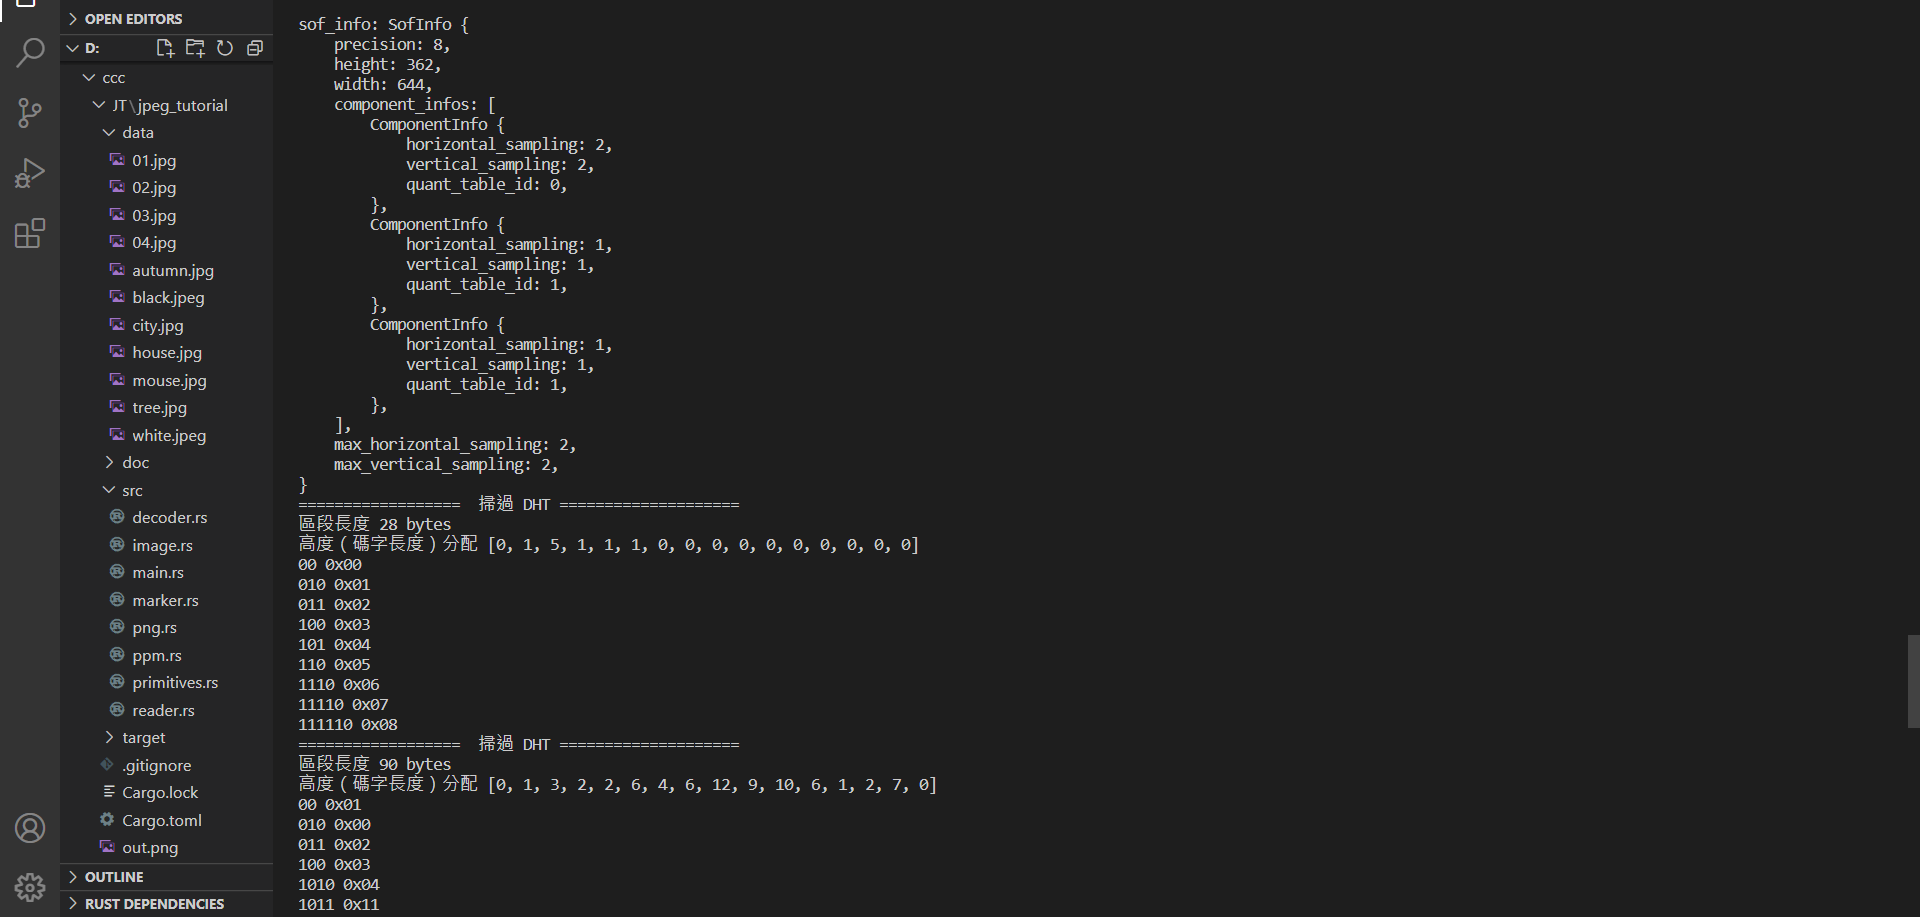 OPEN EDITORS
D:
ccc
JT\jpeg_tutorial
data
01.jpg
02.jpg
03.jpg
04.jpg
autumn.jpg
black.jpeg
city.jpg
house.jpg
mouse.jpg
tree.jpg
white.jpeg
doc
src
decoder.rs
image.rs
main.rs
marker.rs
png.rs
ppm.rs
primitives.rs
reader.rs
target
.gitignore
Cargo.lock
Cargo.toml
out.png
OUTLINE
RUST DEPENDENCIES
sof_info: SofInfo {
    precision: 8,
    height: 362,
    width: 644,
    component_infos: [
        ComponentInfo {
            horizontal_sampling: 2,
            vertical_sampling: 2,
            quant_table_id: 0,
        },
        ComponentInfo {
            horizontal_sampling: 1,
            vertical_sampling: 1,
            quant_table_id: 1,
        },
        ComponentInfo {
            horizontal_sampling: 1,
            vertical_sampling: 1,
            quant_table_id: 1,
        },
    ],
    max_horizontal_sampling: 2,
    max_vertical_sampling: 2,
}
==================  掃過 DHT ====================
區段長度 28 bytes
高度（碼字長度）分配 [0, 1, 5, 1, 1, 1, 0, 0, 0, 0, 0, 0, 0, 0, 0, 0]
00 0x00
010 0x01
011 0x02
100 0x03
101 0x04
110 0x05
1110 0x06
11110 0x07
111110 0x08
==================  掃過 DHT ====================
區段長度 90 bytes
高度（碼字長度）分配 [0, 1, 3, 2, 2, 6, 4, 6, 12, 9, 10, 6, 1, 2, 7, 0]
00 0x01
010 0x00
011 0x02
100 0x03
1010 0x04
1011 0x11